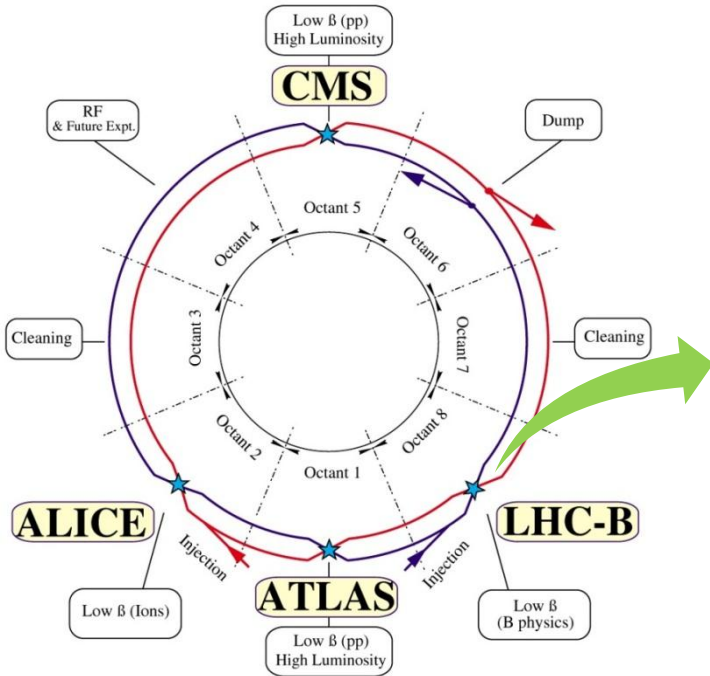 Low ß (pp)
High Luminosity
CMS
RF
& Future Expt.
Dump
Octant 5
Octant 4
Octant 6
Cleaning
Octant 3
Octant 7
Cleaning
Octant 2
Octant 8
Octant 1
ALICE
LHC-B
Injection
Injection
ATLAS
Low ß (Ions)
Low ß
(B physics)
Low ß (pp)
High Luminosity